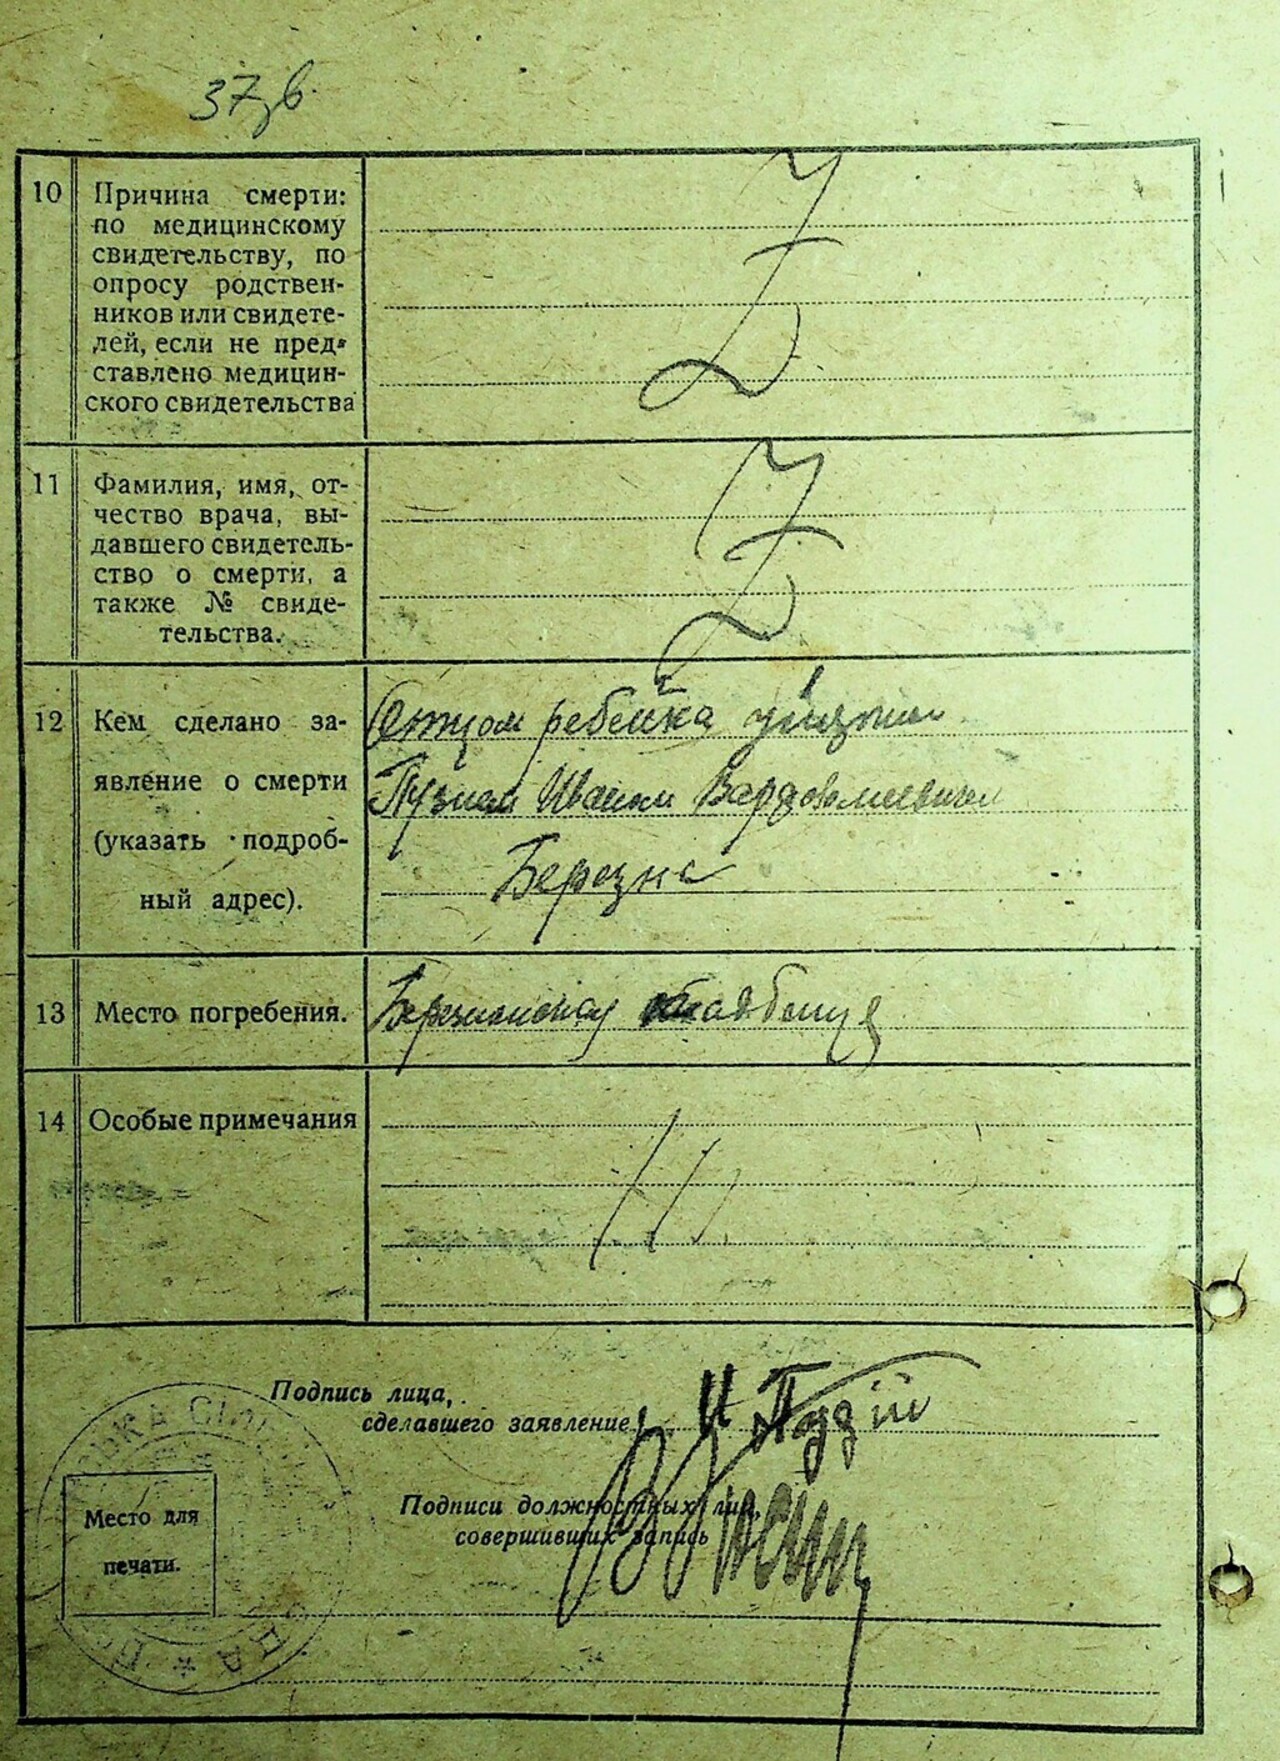 37зв.
10 Причина смерти:
по медицинскому
свидетельству, по
опросу родствен-
ников или свидете-
лей, если не пред-
ставлено медицин-
ского свидетельства
Z
11 Фамилия, имя, от-
чество врача, вы-
давшего свидетель-
ство о смерти, а
также № свиде-
тельства.
Z
12 Кем сделано за-
явление о смерти
(указать подроб-
ный адрес).
Отцом ребенка
Иваном
13 Место погребения.
14 Особые примечания
Подпись лица,
сделавшего заявление
И Пузій
Подписи должностных лиц,
совершивших запись
Место для
печати.